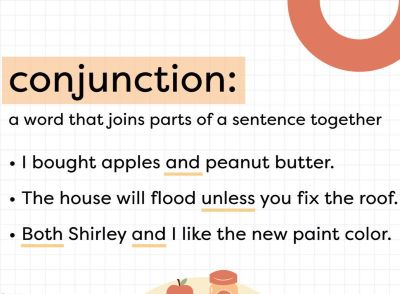 conjunction:
a word that joins parts of a sentence together
• I bought apples and peanut butter.
• The house will flood unless you fix the roof.
• Both Shirley and I like the new paint color.